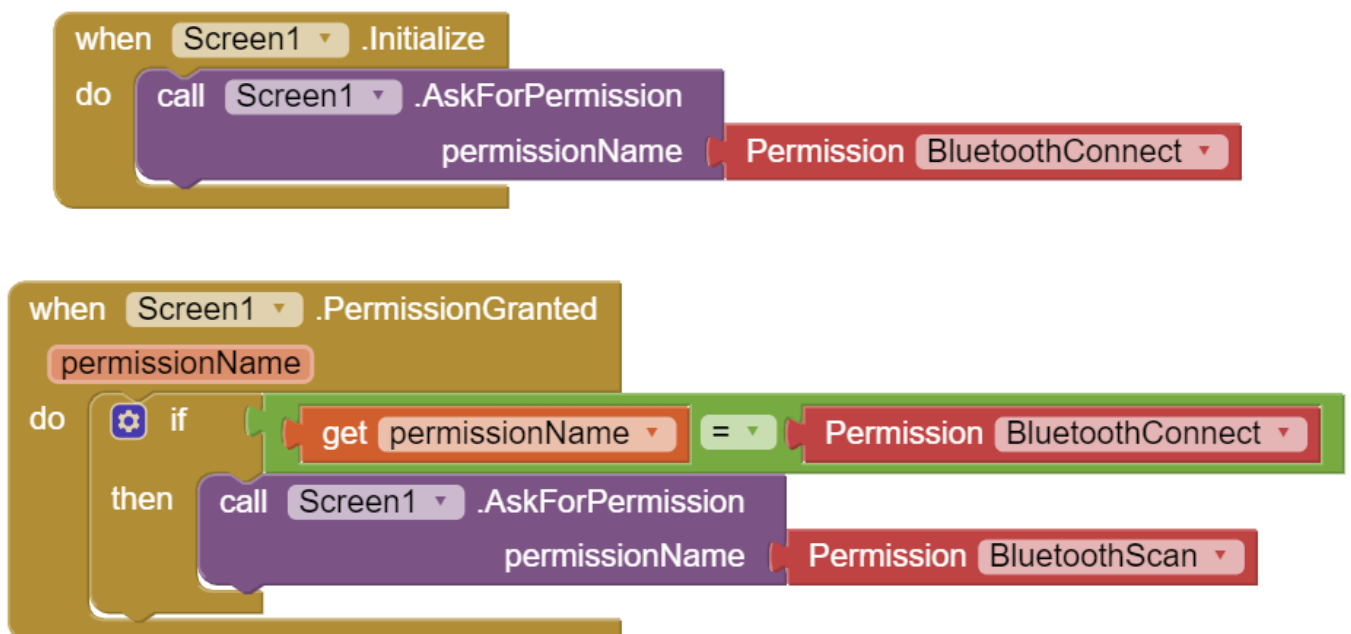 when Screen1 .Initialize
do call Screen1 .AskForPermission
permissionName Permission BluetoothConnect
when Screen1 .PermissionGranted
permissionName
do if get permissionName = Permission BluetoothConnect
then call Screen1 .AskForPermission
permissionName Permission BluetoothScan